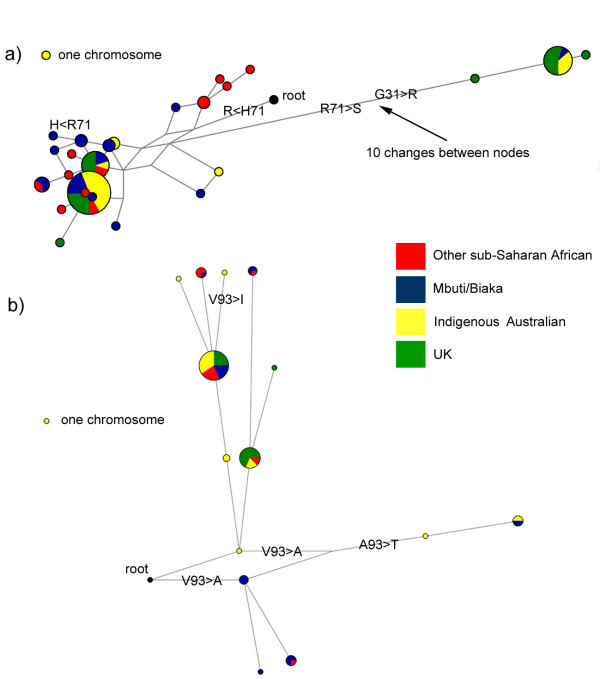 a)
one chromosome
root
R<H71
G31>R
R71>S
H<R71
10 changes between nodes
Other sub-Saharan African
Mbuti/Biaka
Indigenous Australian
UK
b)
V93>I
one chromosome
V93>A
A93>T
root
V93>A